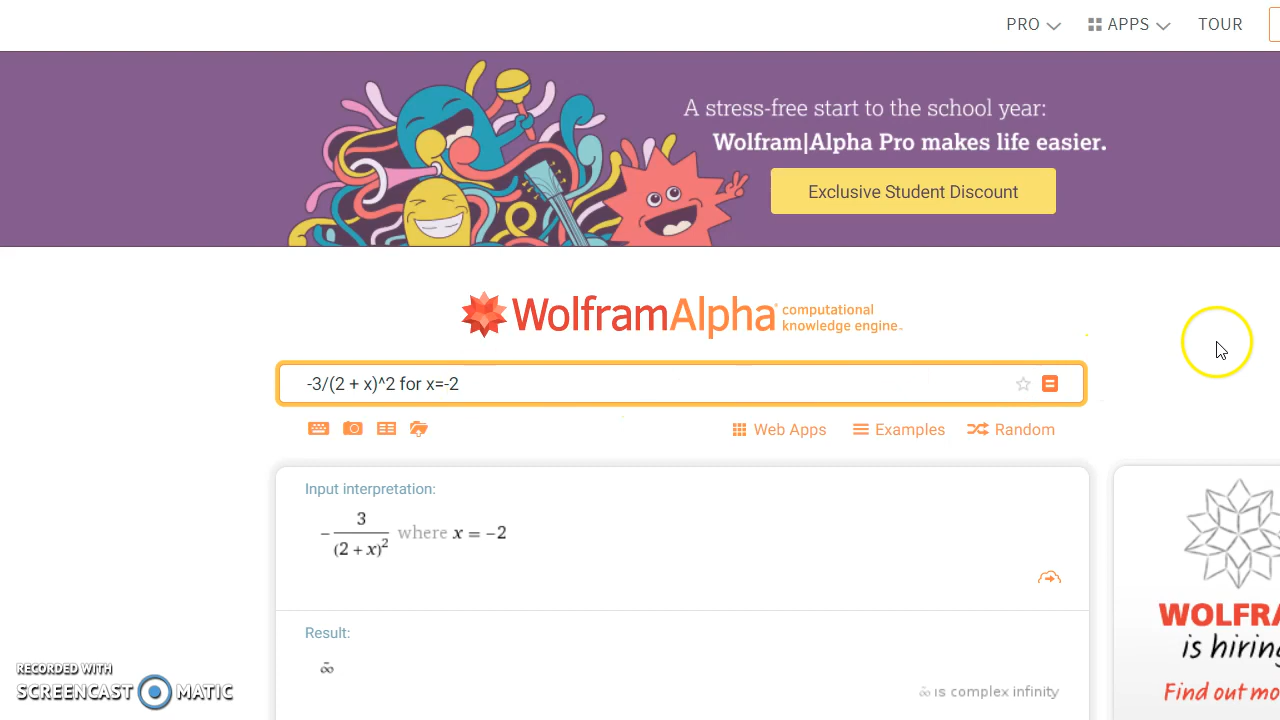 PRO APPS TOUR
A stress-free start to the school year:
Wolfram|Alpha Pro makes life easier.
Exclusive Student Discount
WolframAlpha computational
knowledge engine™
-3/(2 + x)^2 for x=-2
Web Apps Examples Random
Input interpretation:
- 3/(2 + x)² where x = -2
Result:
∞̃
∞̃ is complex infinity
WOLFRA
is hiring
Find out mo
RECORDED WITH
SCREENCAST MATIC